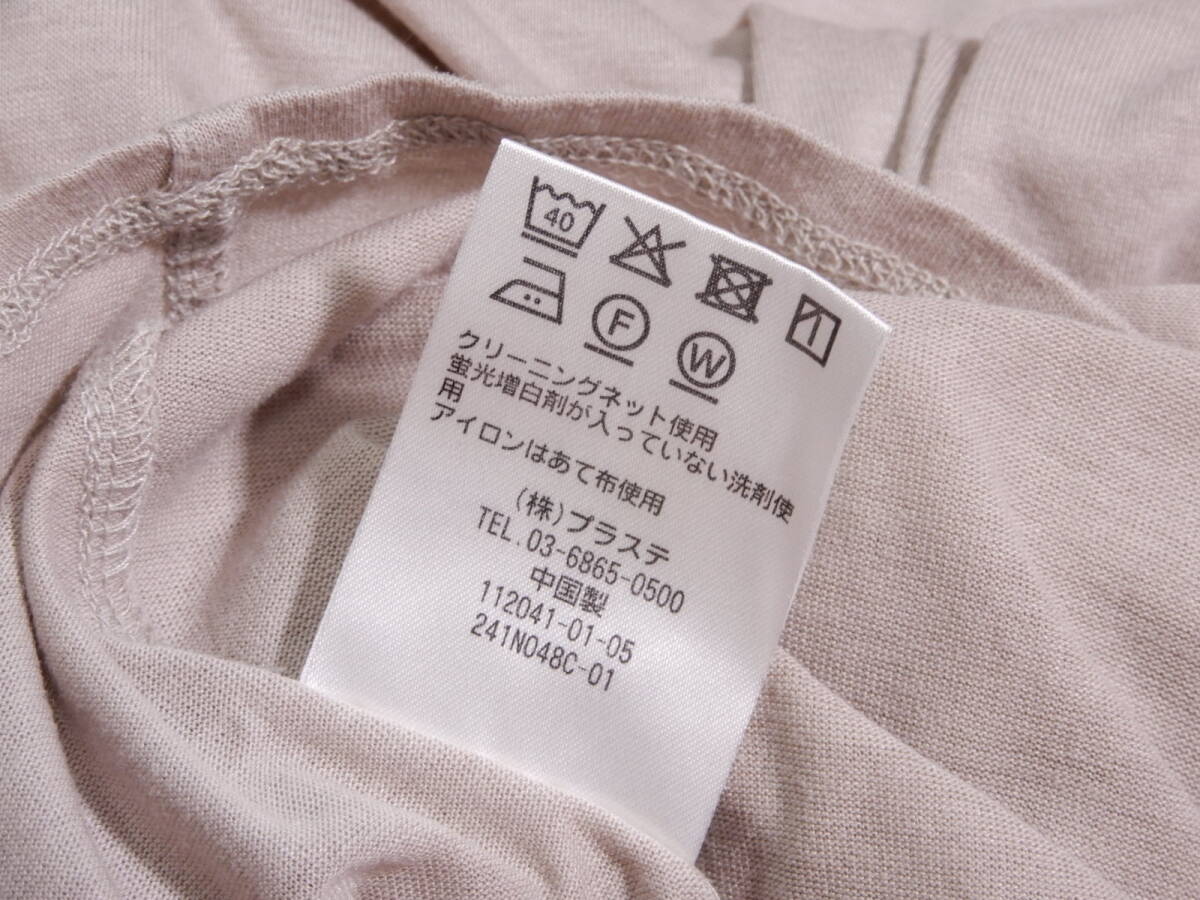 40
F
W
クリーニングネット使用
蛍光増白剤が入っていない洗剤使
用
アイロンはあて布使用
(株)プラステ
TEL.03-6865-0500
中国製
112041-01-05
241N048C-01